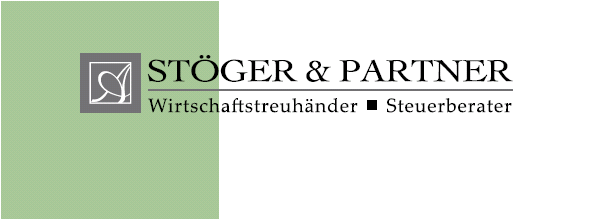 STÖGER & PARTNER
Wirtschaftstreuhänder ■ Steuerberater